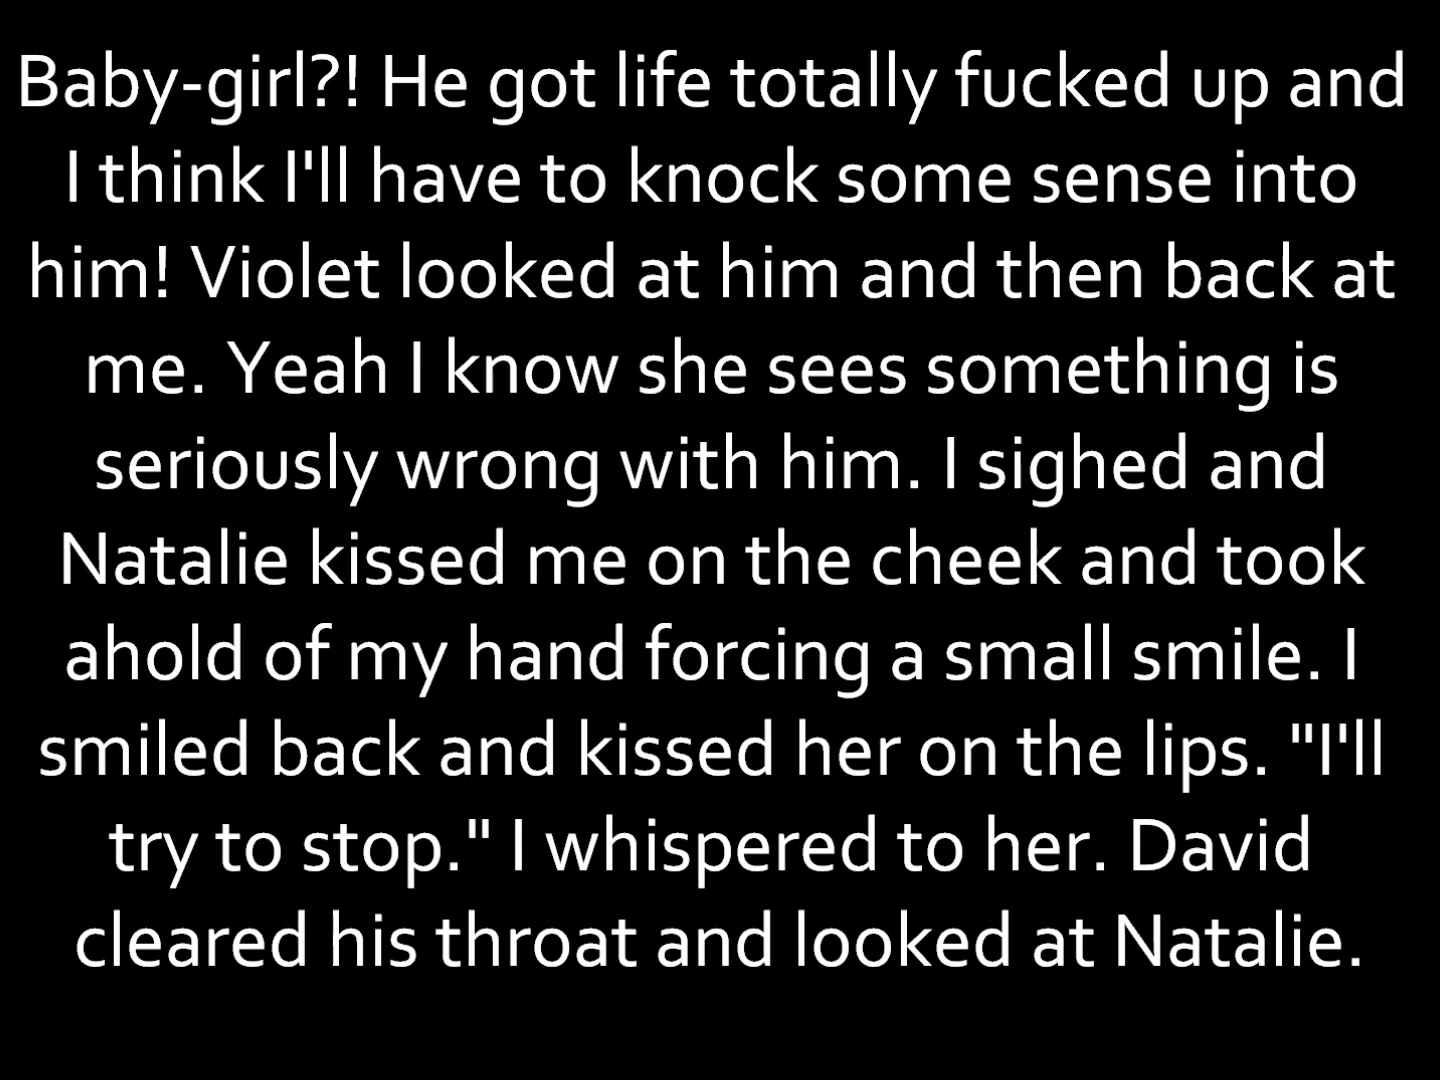 Baby-girl?! He got life totally fucked up and
I think I'll have to knock some sense into
him! Violet looked at him and then back at
me. Yeah I know she sees something is
seriously wrong with him. I sighed and
Natalie kissed me on the cheek and took
ahold of my hand forcing a small smile. I
smiled back and kissed her on the lips. "I'll
try to stop." I whispered to her. David
cleared his throat and looked at Natalie.